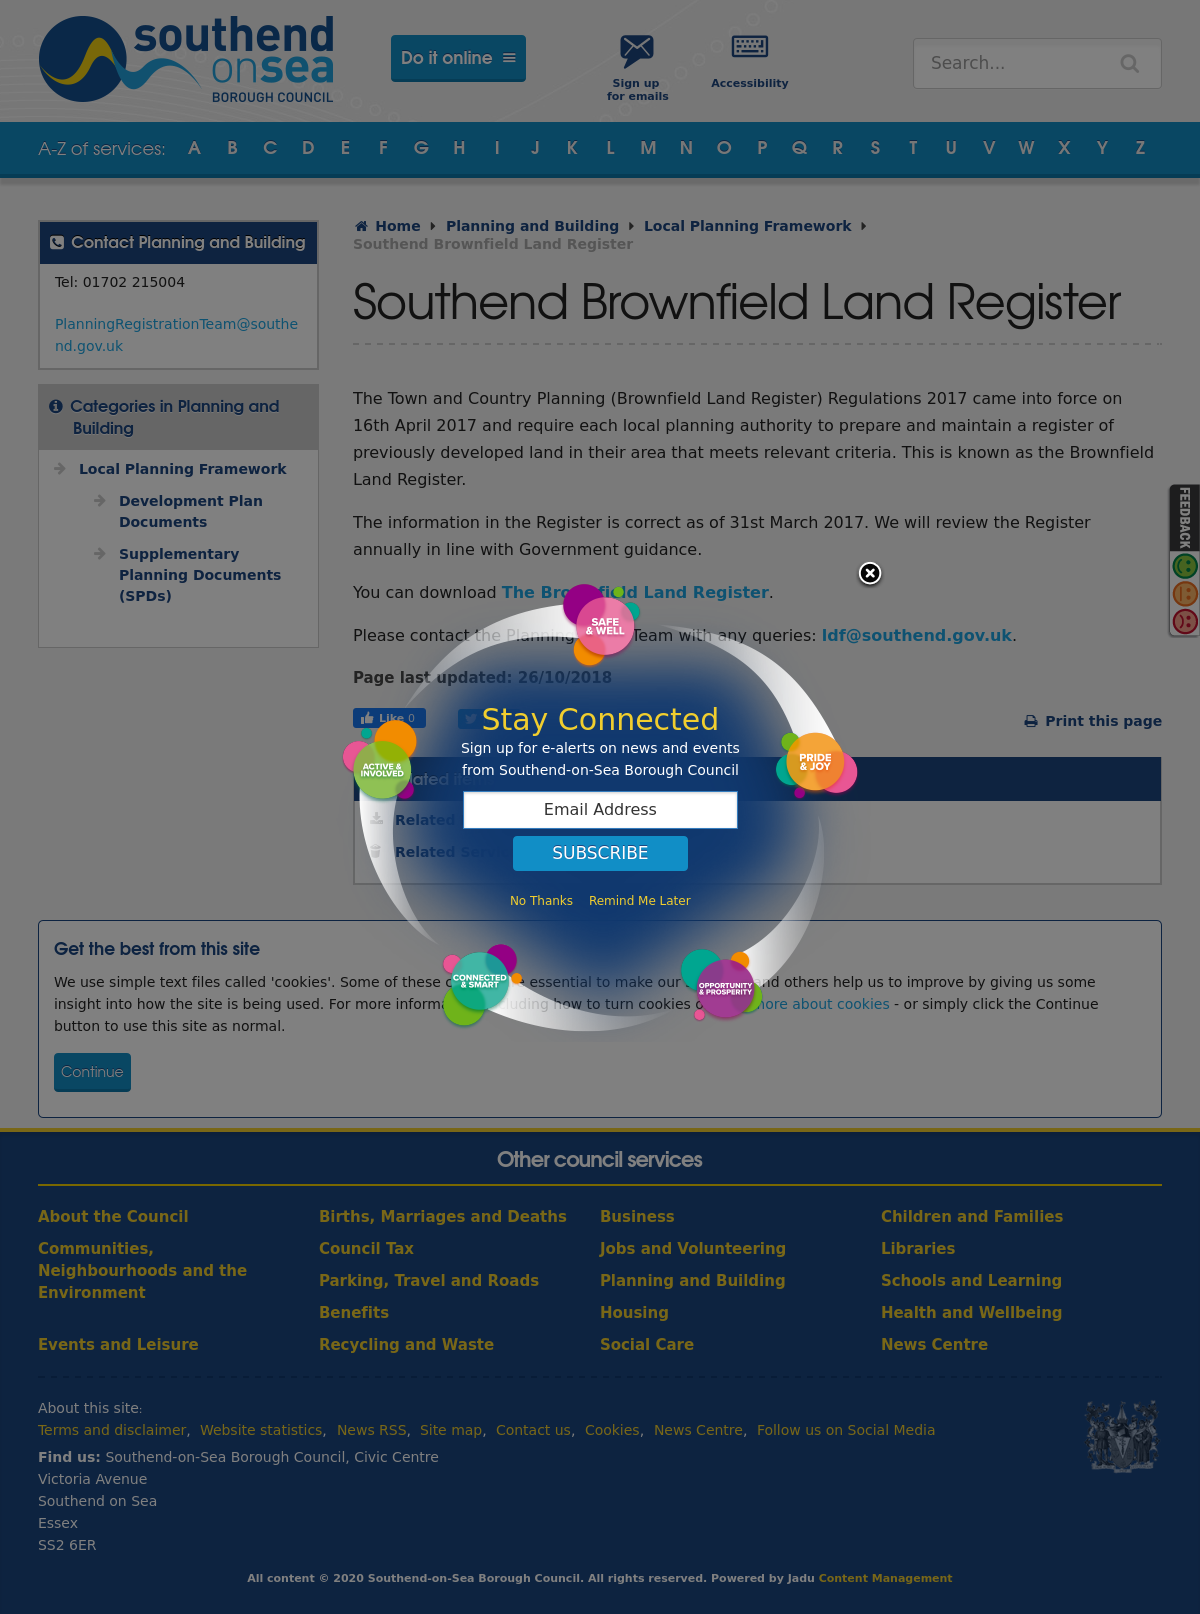 southend
onsea
BOROUGH COUNCIL
Do it online
Sign up
for emails
Accessibility
Search...
A-Z of services: A B C D E F G H I J K L M N O P Q R S T U V W X Y Z
Contact Planning and Building
Tel: 01702 215004
PlanningRegistrationTeam@southe
nd.gov.uk
Categories in Planning and
Building
Local Planning Framework
Development Plan
Documents
Supplementary
Planning Documents
(SPDs)
Home Planning and Building Local Planning Framework
Southend Brownfield Land Register
Southend Brownfield Land Register
The Town and Country Planning (Brownfield Land Register) Regulations 2017 came into force on
16th April 2017 and require each local planning authority to prepare and maintain a register of
previously developed land in their area that meets relevant criteria. This is known as the Brownfield
Land Register.
The information in the Register is correct as of 31st March 2017. We will review the Register
annually in line with Government guidance.
You can download The Brownfield Land Register.
Please contact the Planning Team with any queries: ldf@southend.gov.uk.
Page last updated: 26/10/2018
Like 0
Print this page
Related
Related
FEEDBACK
SAFE
& WELL
PRIDE
& JOY
ACTIVE &
INVOLVED
CONNECTED
& SMART
OPPORTUNITY
& PROSPERITY
Stay Connected
Sign up for e-alerts on news and events
from Southend-on-Sea Borough Council
Email Address
SUBSCRIBE
No Thanks Remind Me Later
Get the best from this site
We use simple text files called 'cookies'. Some of these essential to make our and others help us to improve by giving us some
insight into how the site is being used. For more how to turn cookies more about cookies - or simply click the Continue
button to use this site as normal.
Continue
Other council services
About the Council
Births, Marriages and Deaths
Business
Children and Families
Communities,
Neighbourhoods and the
Environment
Council Tax
Jobs and Volunteering
Libraries
Parking, Travel and Roads
Planning and Building
Schools and Learning
Benefits
Housing
Health and Wellbeing
Events and Leisure
Recycling and Waste
Social Care
News Centre
About this site:
Terms and disclaimer, Website statistics, News RSS, Site map, Contact us, Cookies, News Centre, Follow us on Social Media
Find us: Southend-on-Sea Borough Council, Civic Centre
Victoria Avenue
Southend on Sea
Essex
SS2 6ER
All content © 2020 Southend-on-Sea Borough Council. All rights reserved. Powered by Jadu Content Management